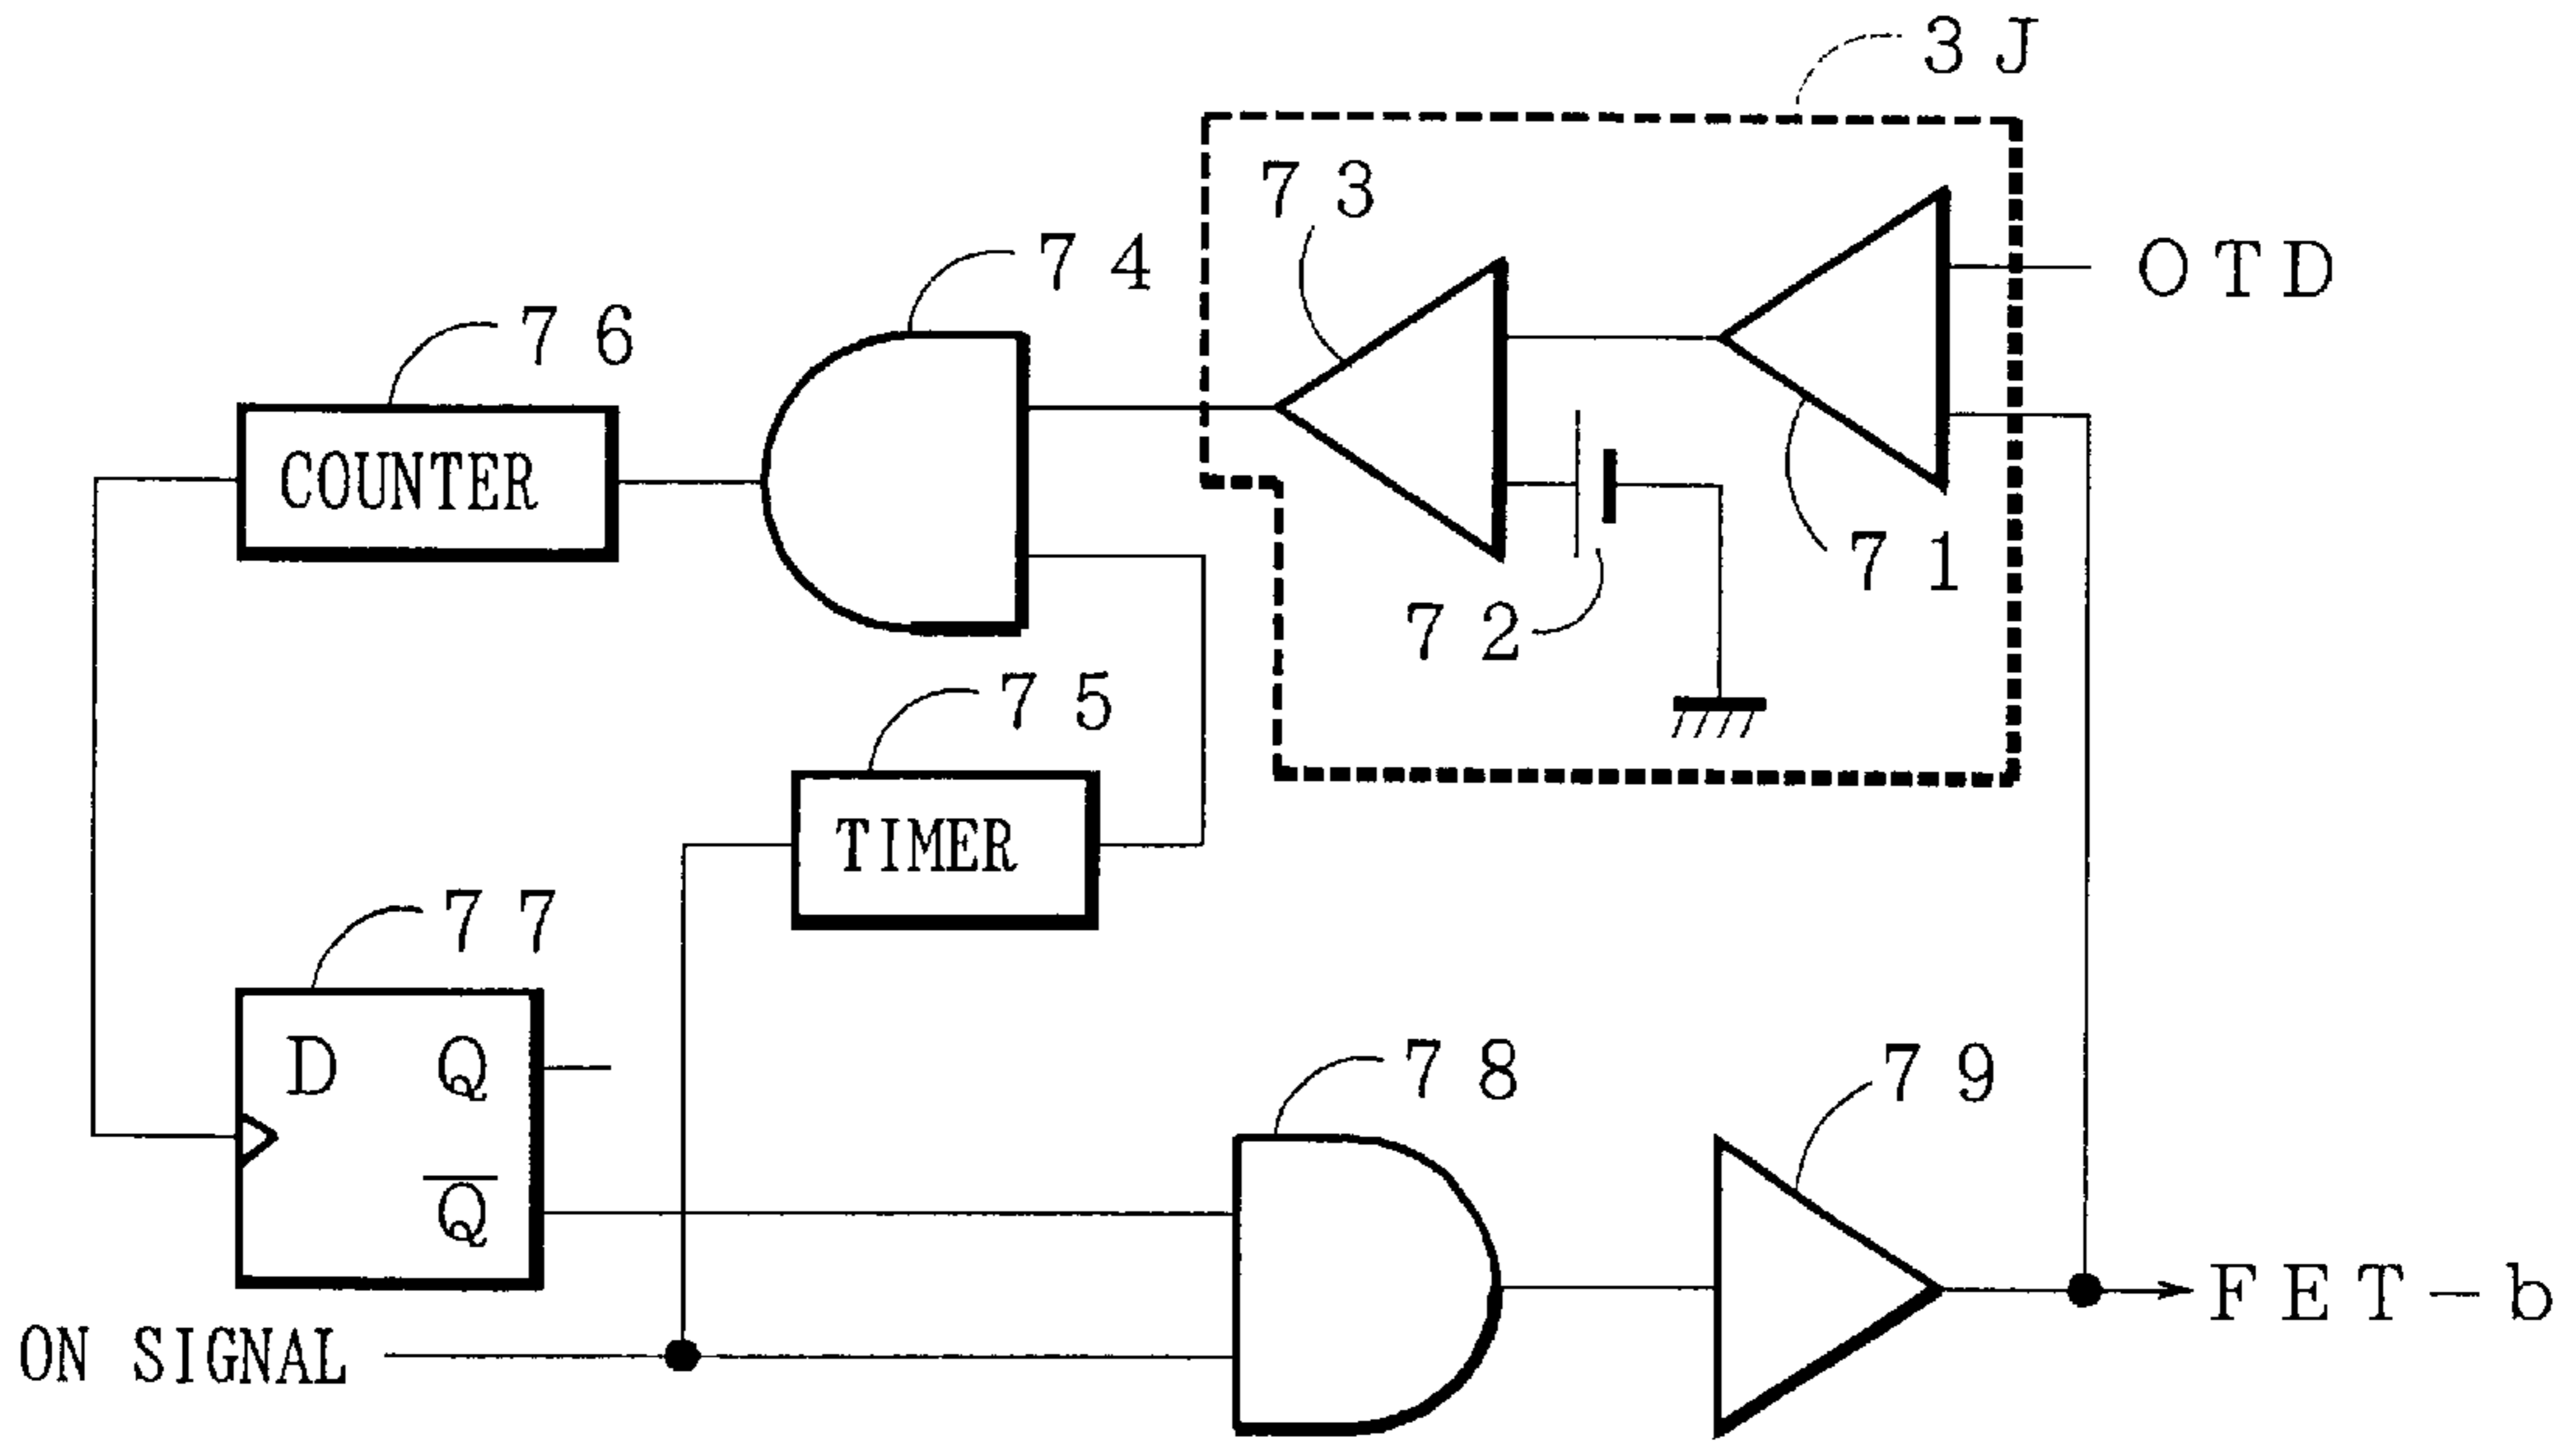 3J
73
74
OTD
76
COUNTER
71
72
75
TIMER
77
D Q
78
79
Q̅
FET-b
ON SIGNAL